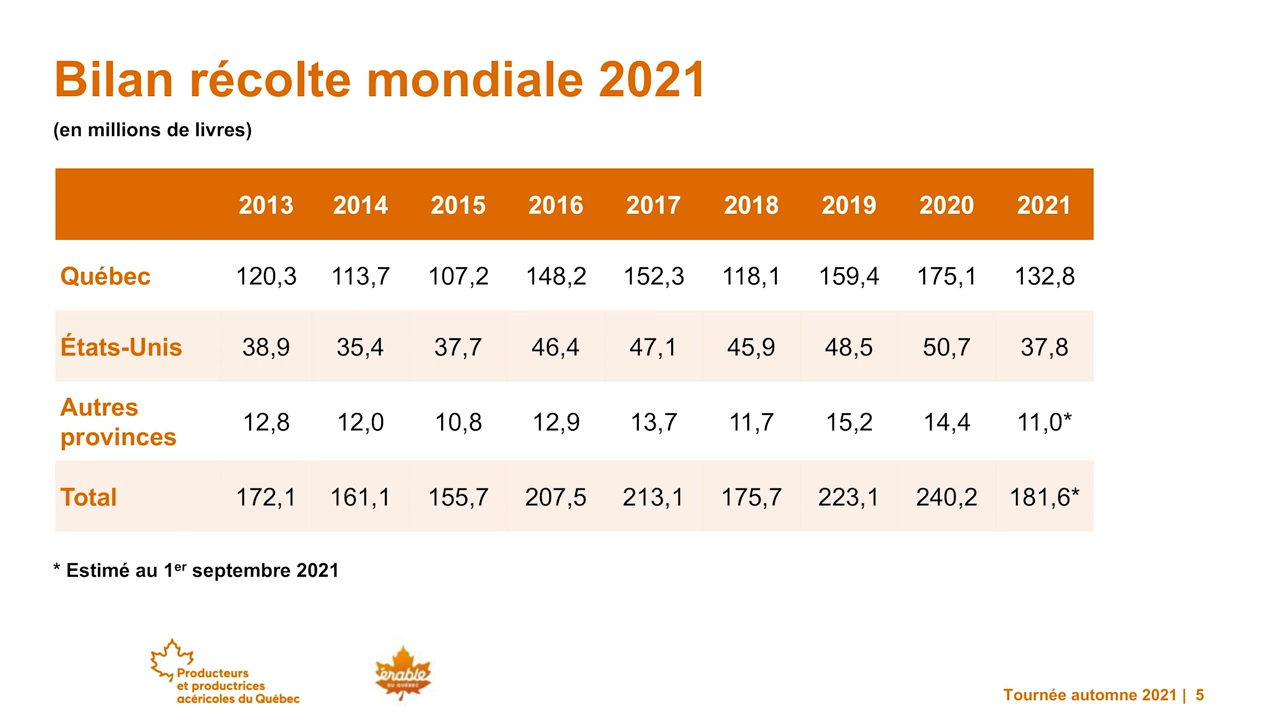 Bilan récolte mondiale 2021
(en millions de livres)
2013 2014 2015 2016 2017 2018 2019 2020 2021
Québec 120,3 113,7 107,2 148,2 152,3 118,1 159,4 175,1 132,8
États-Unis 38,9 35,4 37,7 46,4 47,1 45,9 48,5 50,7 37,8
Autres
provinces 12,8 12,0 10,8 12,9 13,7 11,7 15,2 14,4 11,0*
Total 172,1 161,1 155,7 207,5 213,1 175,7 223,1 240,2 181,6*
* Estimé au 1er septembre 2021
Producteurs
et productrices
acéricoles du Québec
érable
DU QUÉBEC
Tournée automne 2021 | 5